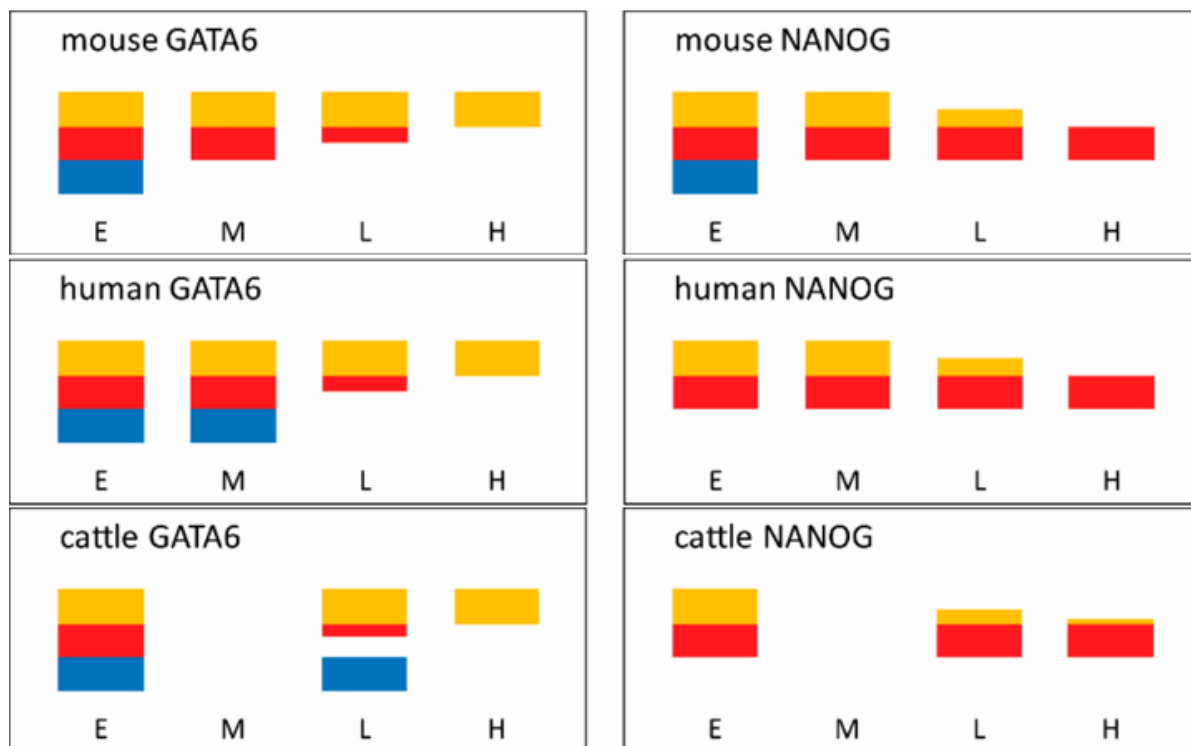 mouse GATA6
E M L H
mouse NANOG
E M L H
human GATA6
E M L H
human NANOG
E M L H
cattle GATA6
E M L H
cattle NANOG
E M L H